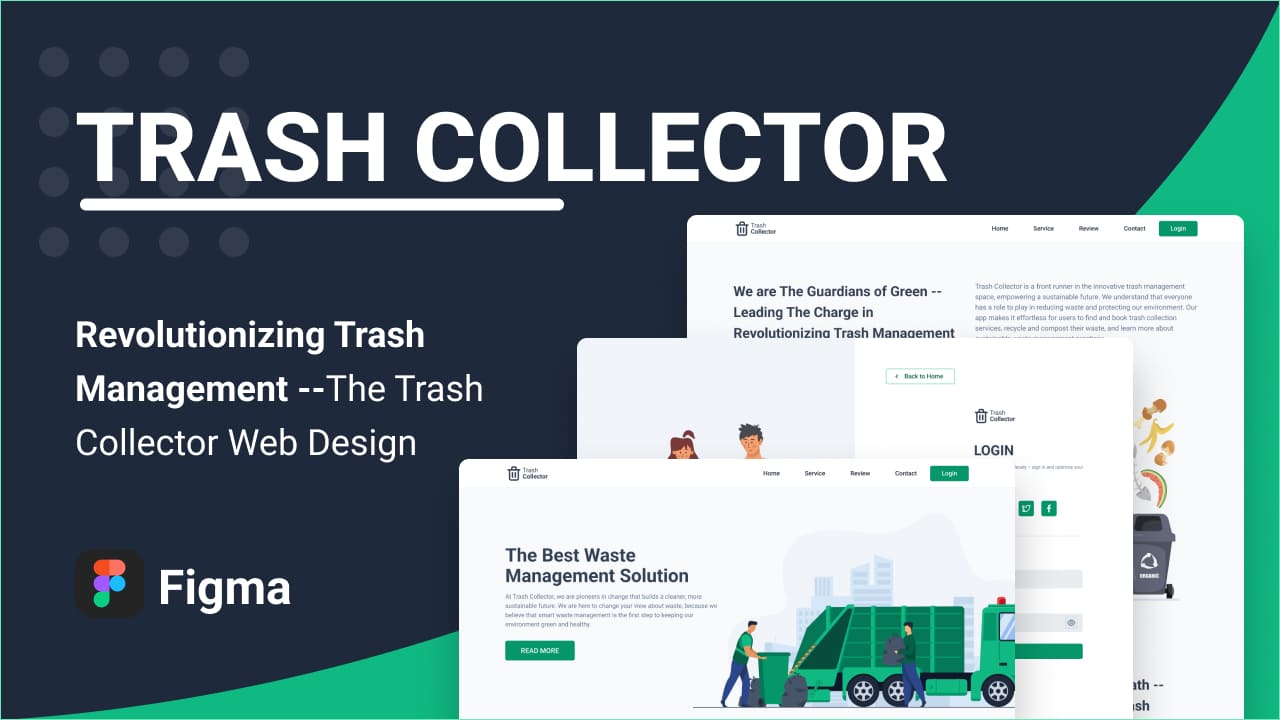 TRASH COLLECTOR
Revolutionizing Trash
Management --The Trash
Collector Web Design
Figma
Trash
Collector
Home
Service
Review
Contact
Login
We are The Guardians of Green --
Leading The Charge in
Revolutionizing Trash Management
Trash Collector is a front runner in the innovative trash management
space, empowering a sustainable future. We understand that everyone
has a role to play in reducing waste and protecting our environment. Our
app makes it effortless for users to find and book trash collection
services, recycle and compost their waste, and learn more about
Back to Home
Trash
Collector
LOGIN
sign in and optimize your
ORGANIC
Trash
Collector
Home
Service
Review
Contact
Login
The Best Waste
Management Solution
At Trash Collector, we are pioneers in change that builds a cleaner, more
sustainable future. We are here to change your view about waste, because we
believe that smart waste management is the first step to keeping our
environment green and healthy.
READ MORE
ath --
ash